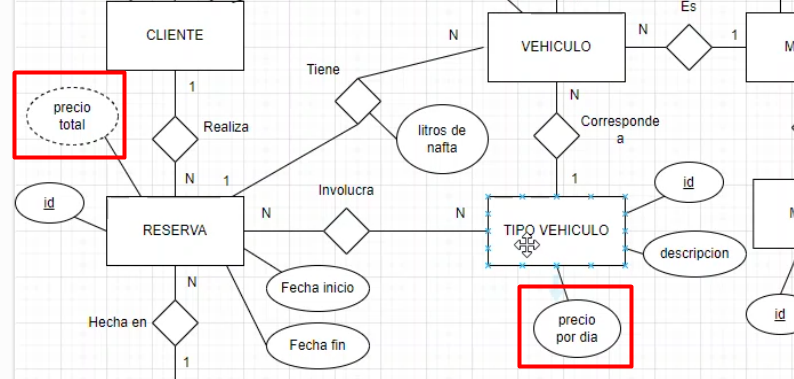 Es
CLIENTE
N
VEHICULO
N
1
M
Tiene
1
N
precio
total
Realiza
litros de
nafta
Corresponde
a
N
1
1
id
Involucra
id
RESERVA
N
N
TIPO VEHICULO
descripcion
N
Fecha inicio
id
Hecha en
precio
por dia
Fecha fin
1